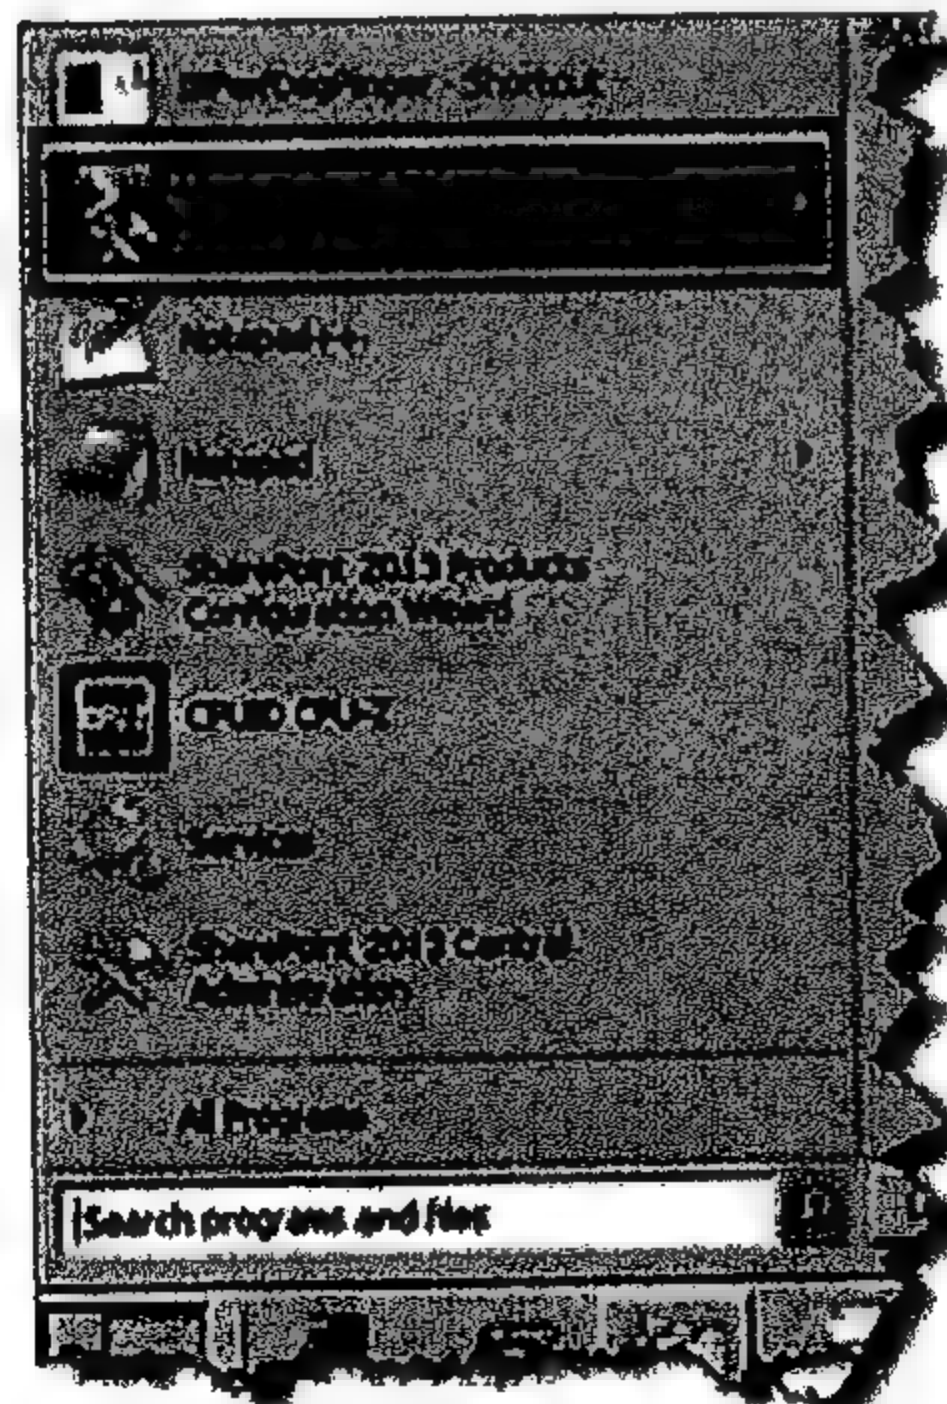 Shortcut
Notepad++
Notepad
SharePoint 2013 Products
Configuration Wizard
CPUID CPU-Z
Services
SharePoint 2013 Central
Administration
All Programs
Search programs and files